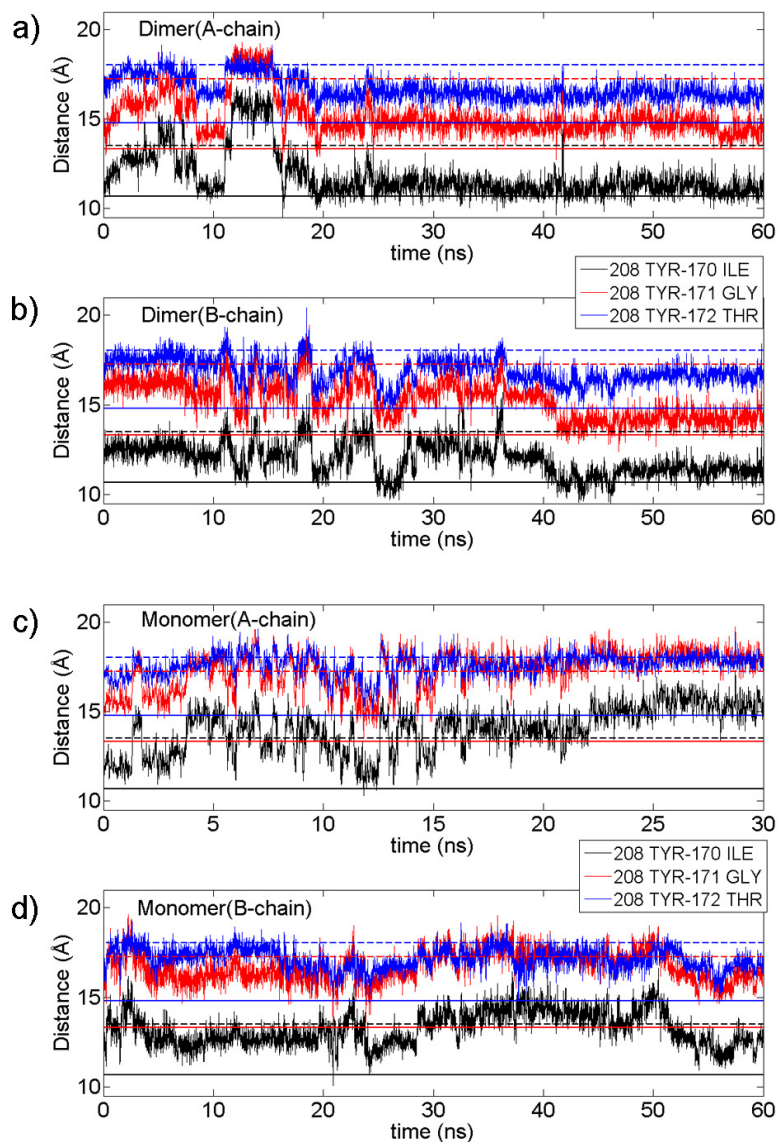 a)
Dimer(A-chain)
20
15
10
Distance (Å)
0 10 20 30 40 50 60
time (ns)
208 TYR-170 ILE
208 TYR-171 GLY
208 TYR-172 THR
b)
Dimer(B-chain)
20
15
10
Distance (Å)
0 10 20 30 40 50 60
time (ns)
c)
Monomer(A-chain)
20
15
10
Distance (Å)
0 5 10 15 20 25 30
time (ns)
208 TYR-170 ILE
208 TYR-171 GLY
208 TYR-172 THR
d)
Monomer(B-chain)
20
15
10
Distance (Å)
0 10 20 30 40 50 60
time (ns)